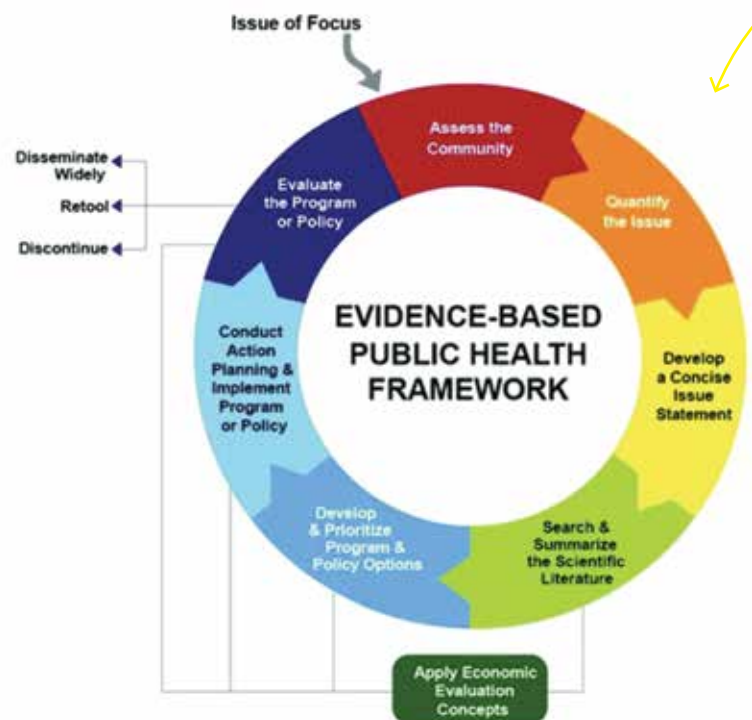 Issue of Focus
Assess the
Community
Quantify
the Issue
Develop
a Concise
Issue
Statement
Search &
Summarize
the Scientific
Literature
Develop
& Prioritize
Program &
Policy Options
Conduct
Action
Planning &
Implement
Program
or Policy
Evaluate
the Program
or Policy
Disseminate
Widely
Retool
Discontinue
EVIDENCE-BASED
PUBLIC HEALTH
FRAMEWORK
Apply Economic
Evaluation
Concepts